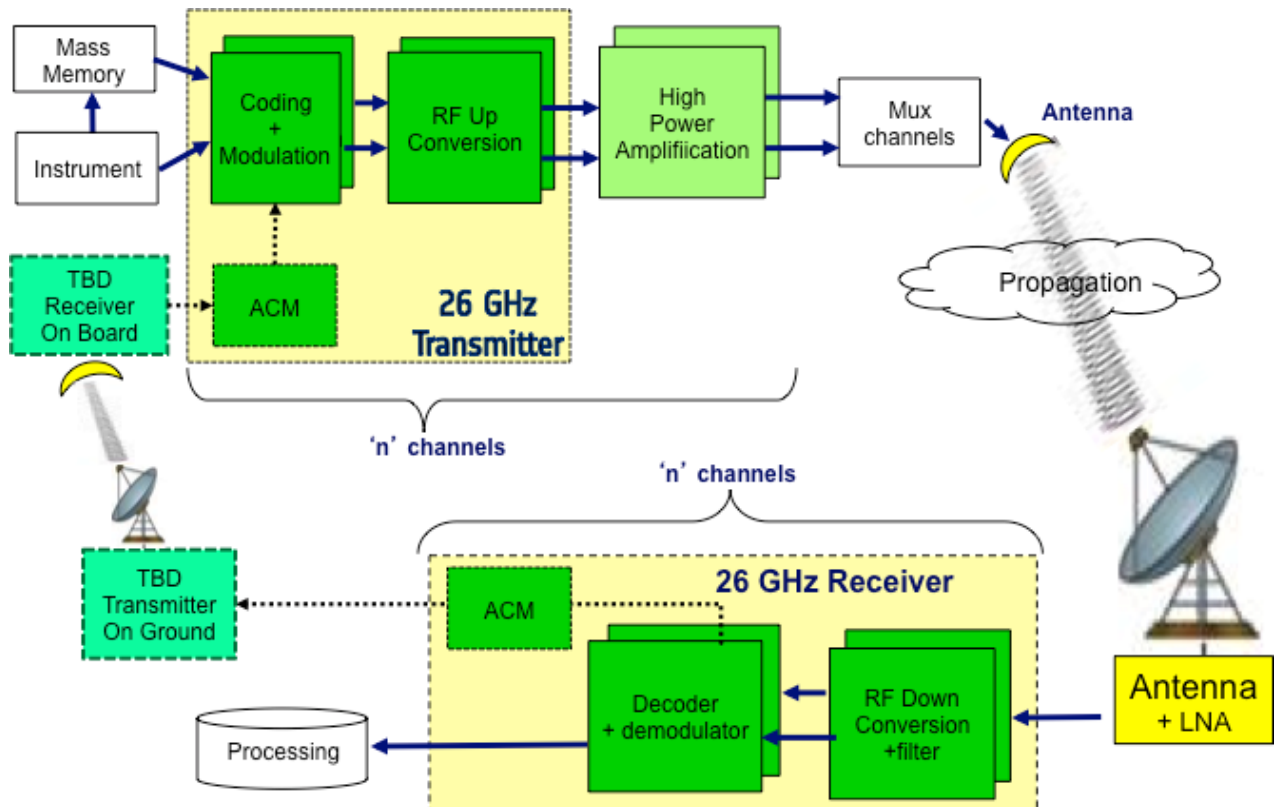 Mass
Memory
Instrument
Coding
+
Modulation
RF Up
Conversion
High
Power
Amplifiication
Mux
channels
Antenna
TBD
Receiver
On Board
ACM
26 GHz
Transmitter
Propagation
‘n’ channels
‘n’ channels
TBD
Transmitter
On Ground
ACM
26 GHz Receiver
Decoder
+ demodulator
RF Down
Conversion
+filter
Antenna
+ LNA
Processing